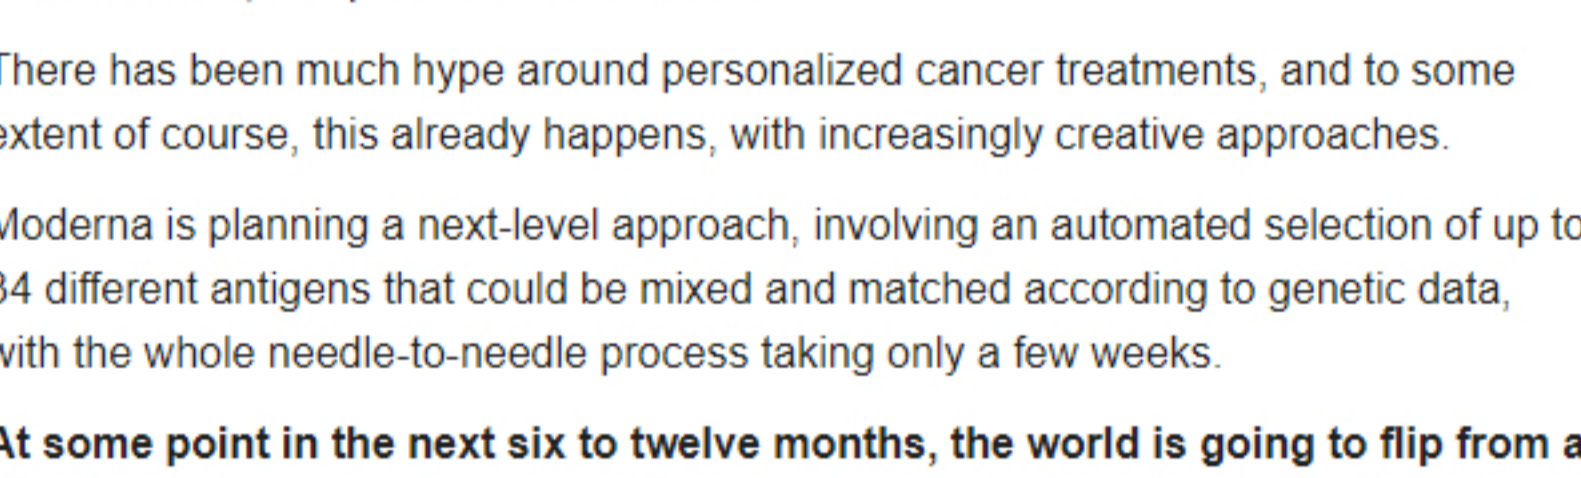 There has been much hype around personalized cancer treatments, and to some
extent of course, this already happens, with increasingly creative approaches.
Moderna is planning a next-level approach, involving an automated selection of up to
34 different antigens that could be mixed and matched according to genetic data,
with the whole needle-to-needle process taking only a few weeks.
At some point in the next six to twelve months, the world is going to flip from a